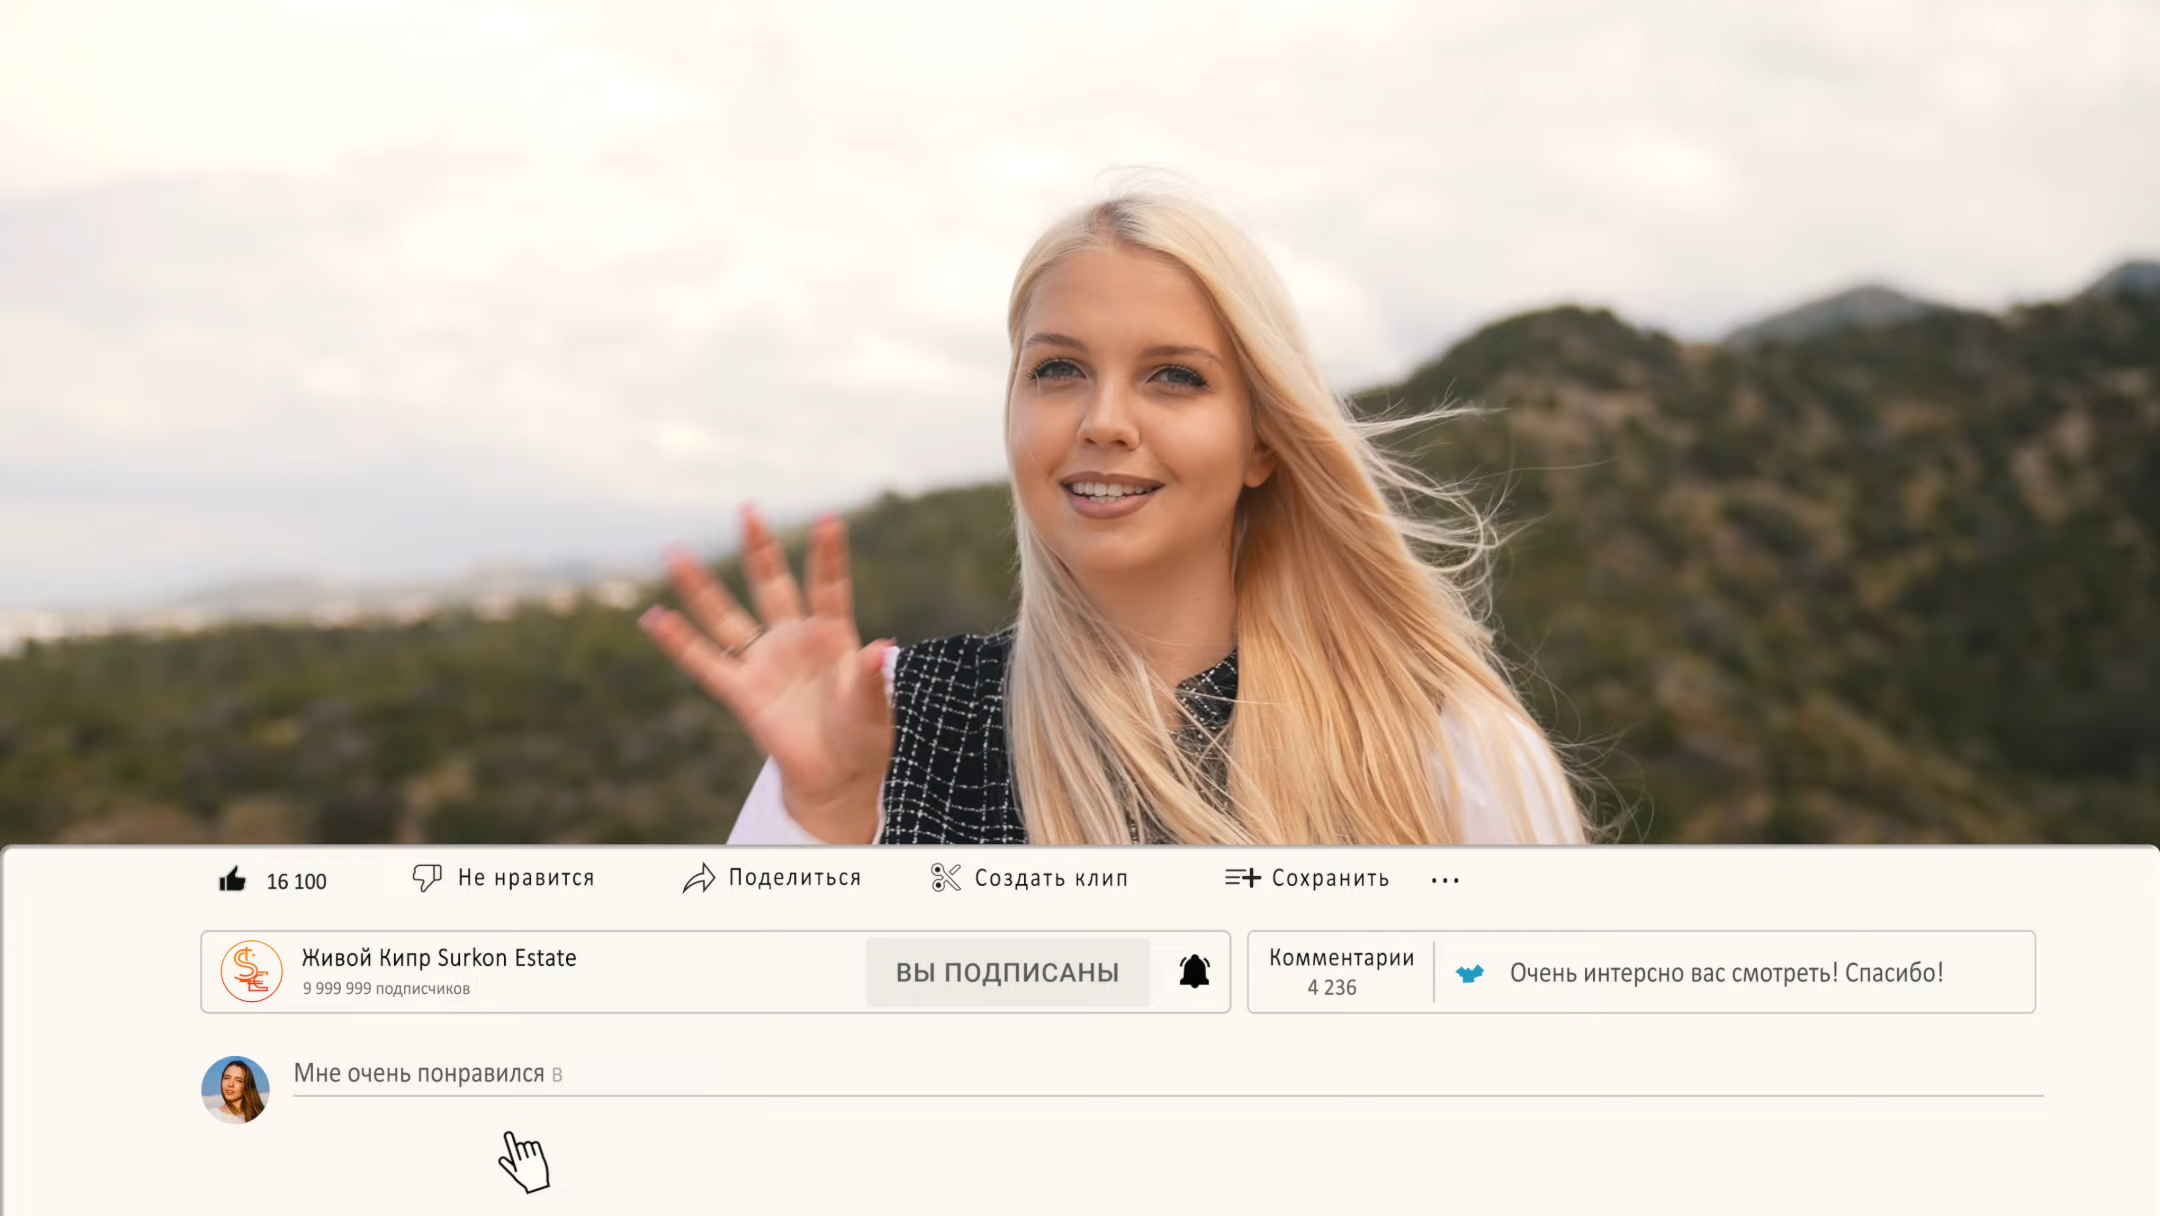 16 100
Не нравится
Поделиться
Создать клип
Сохранить
...
Живой Кипр Surkon Estate
9 999 999 подписчиков
ВЫ ПОДПИСАНЫ
Комментарии
4 236
Очень интерсно вас смотреть! Спасибо!
Мне очень понравился в